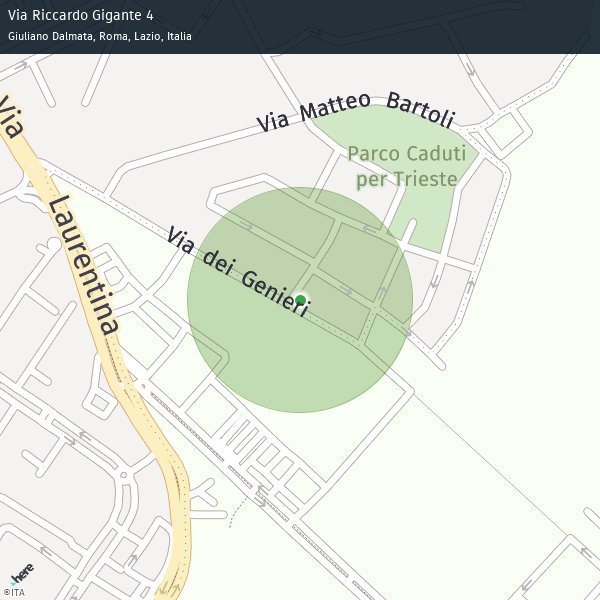 Via Riccardo Gigante 4
Giuliano Dalmata, Roma, Lazio, Italia
Via Matteo Bartoli
Via
Parco Caduti
per Trieste
Laurentina
Via dei Genieri
here
©ITA